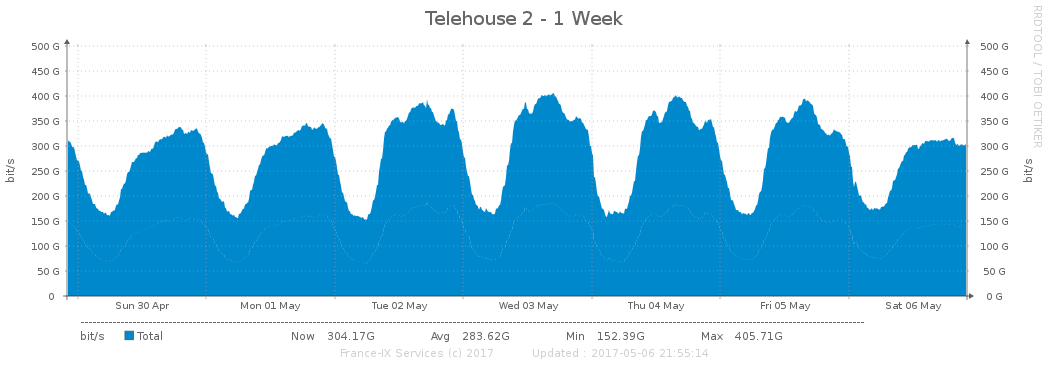 Telehouse 2 - 1 Week
RRDTOOL / TOBI OETIKER
bit/s
bit/s
500 G 500 G
450 G 450 G
400 G 400 G
350 G 350 G
300 G 300 G
250 G 250 G
200 G 200 G
150 G 150 G
100 G 100 G
50 G 50 G
0 0 G
Sun 30 Apr Mon 01 May Tue 02 May Wed 03 May Thu 04 May Fri 05 May Sat 06 May
bit/s Total Now 304.17G Avg 283.62G Min 152.39G Max 405.71G
France-IX Services (c) 2017 Updated : 2017-05-06 21:55:14